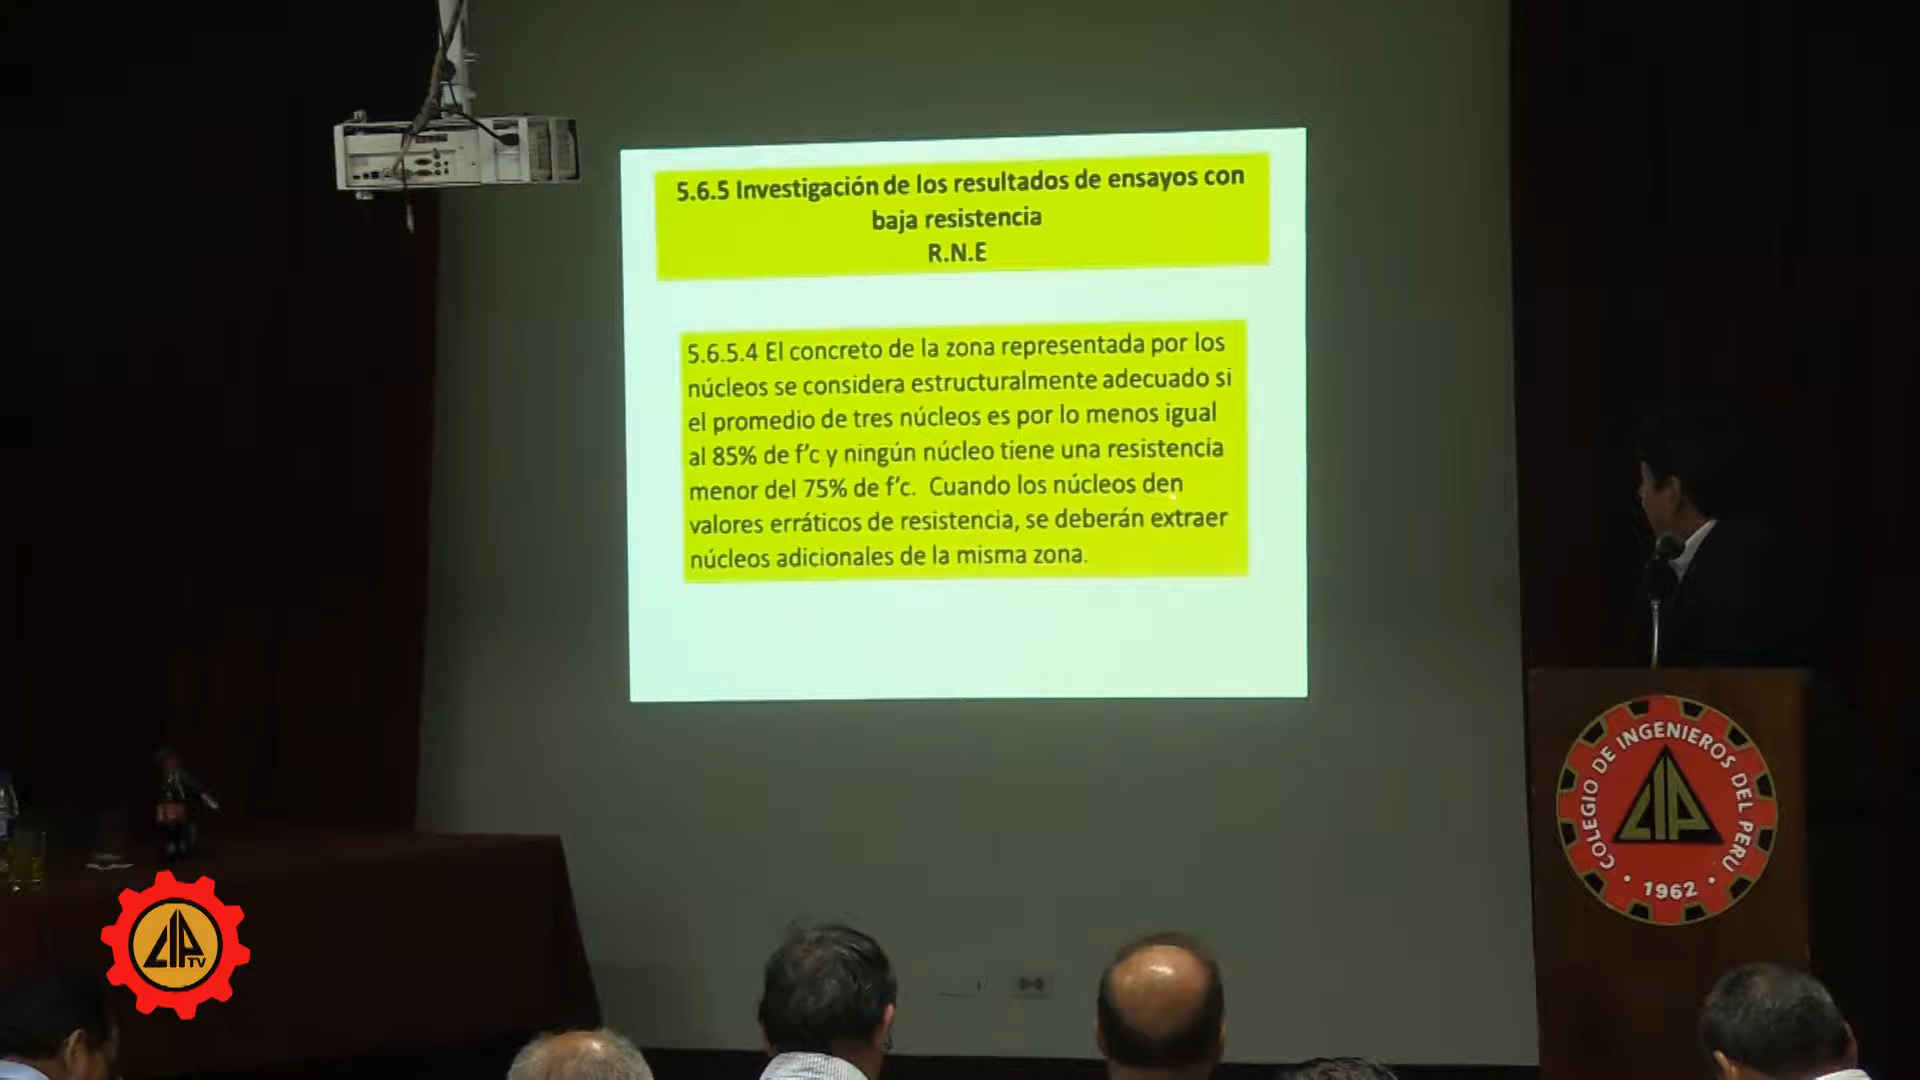 5.6.5 Investigación de los resultados de ensayos con
baja resistencia
R.N.E
5.6.5.4 El concreto de la zona representada por los
núcleos se considera estructuralmente adecuado si
el promedio de tres núcleos es por lo menos igual
al 85% de f'c y ningún núcleo tiene una resistencia
menor del 75% de f'c. Cuando los núcleos den
valores erráticos de resistencia, se deberán extraer
núcleos adicionales de la misma zona.
COLEGIO DE INGENIEROS DEL PERU
CIP
• 1962 •
CIP
TV